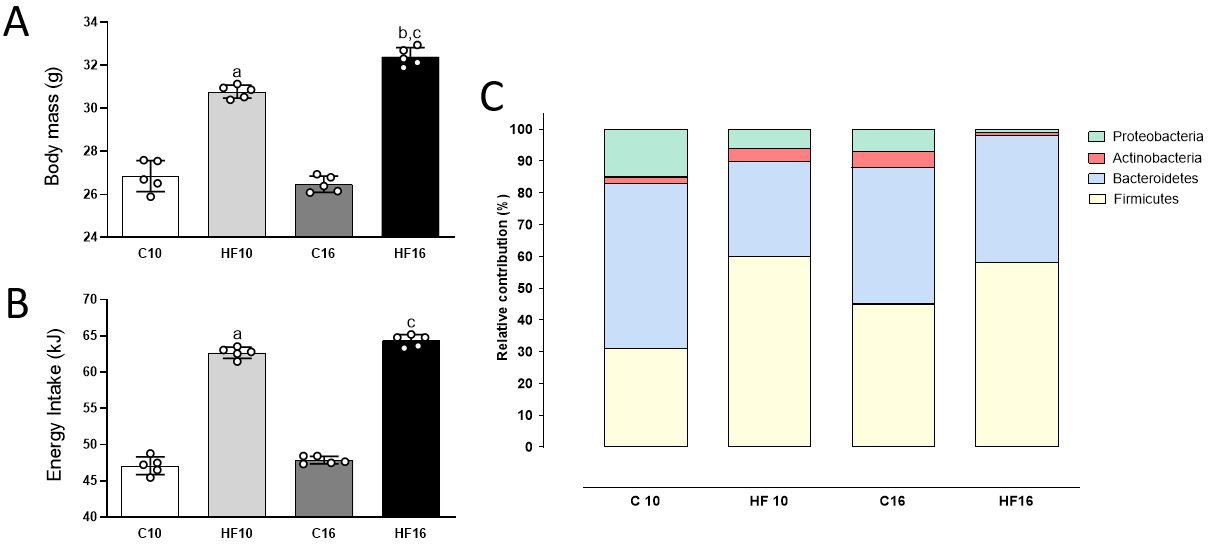 A
Body mass (g)
34
32
30
28
26
24
a
b,c
C10
HF10
C16
HF16
B
Energy Intake (kJ)
70
65
60
55
50
45
40
a
c
C10
HF10
C16
HF16
C
Relative contribution (%)
100
90
80
70
60
50
40
30
20
10
0
C 10
HF 10
C16
HF16
Proteobacteria
Actinobacteria
Bacteroidetes
Firmicutes